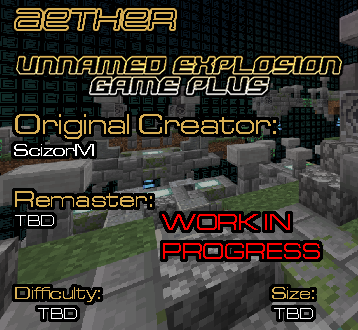 AETHER
UNNAMED EXPLOSION
GAME PLUS
Original Creator:
ScizorM
Remaster:
TBD
WORK IN
PROGRESS
Difficulty:
TBD
Size:
TBD